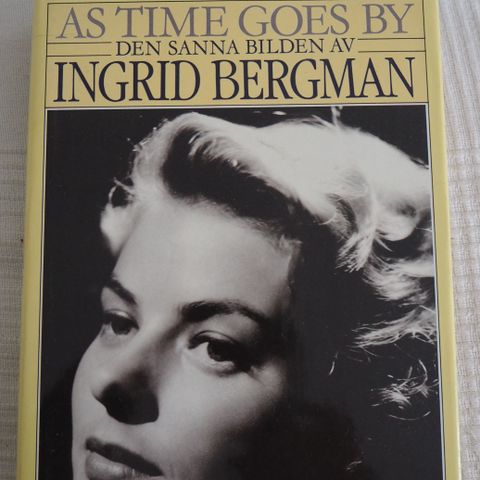 AS TIME GOES BY
DEN SANNA BILDEN AV
INGRID BERGMAN